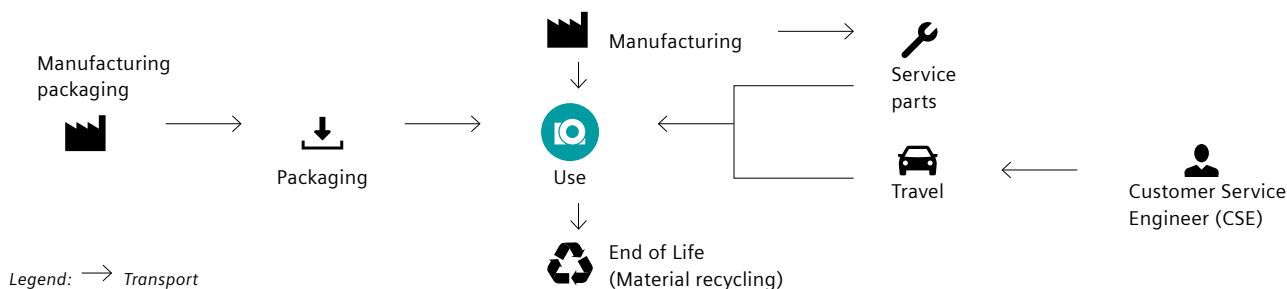 Manufacturing
Manufacturing
packaging
Service
parts
Packaging
Use
Travel
Customer Service
Engineer (CSE)
End of Life
(Material recycling)
Legend: → Transport